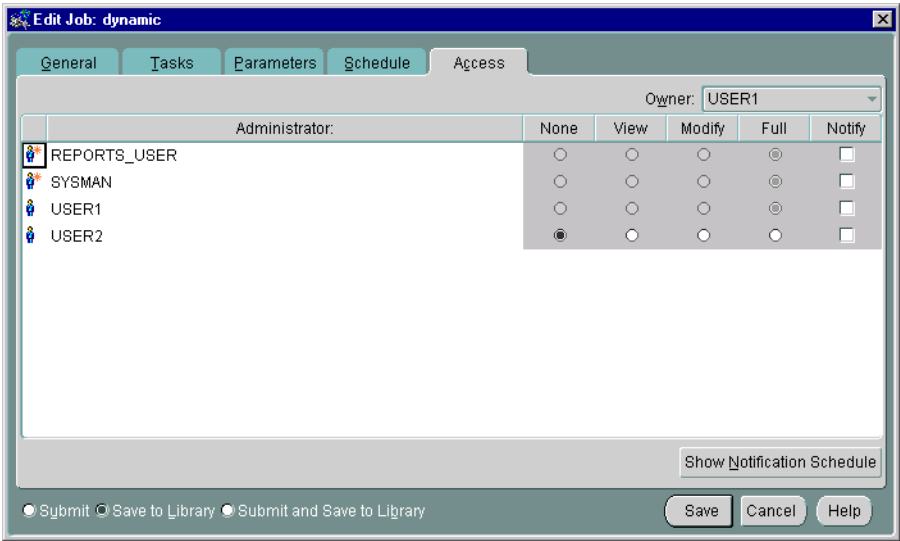 Edit Job: dynamic
General Tasks Parameters Schedule Access
Owner: USER1
Administrator: None View Modify Full Notify
REPORTS_USER
SYSMAN
USER1
USER2
Show Notification Schedule
Submit Save to Library Submit and Save to Library Save Cancel Help